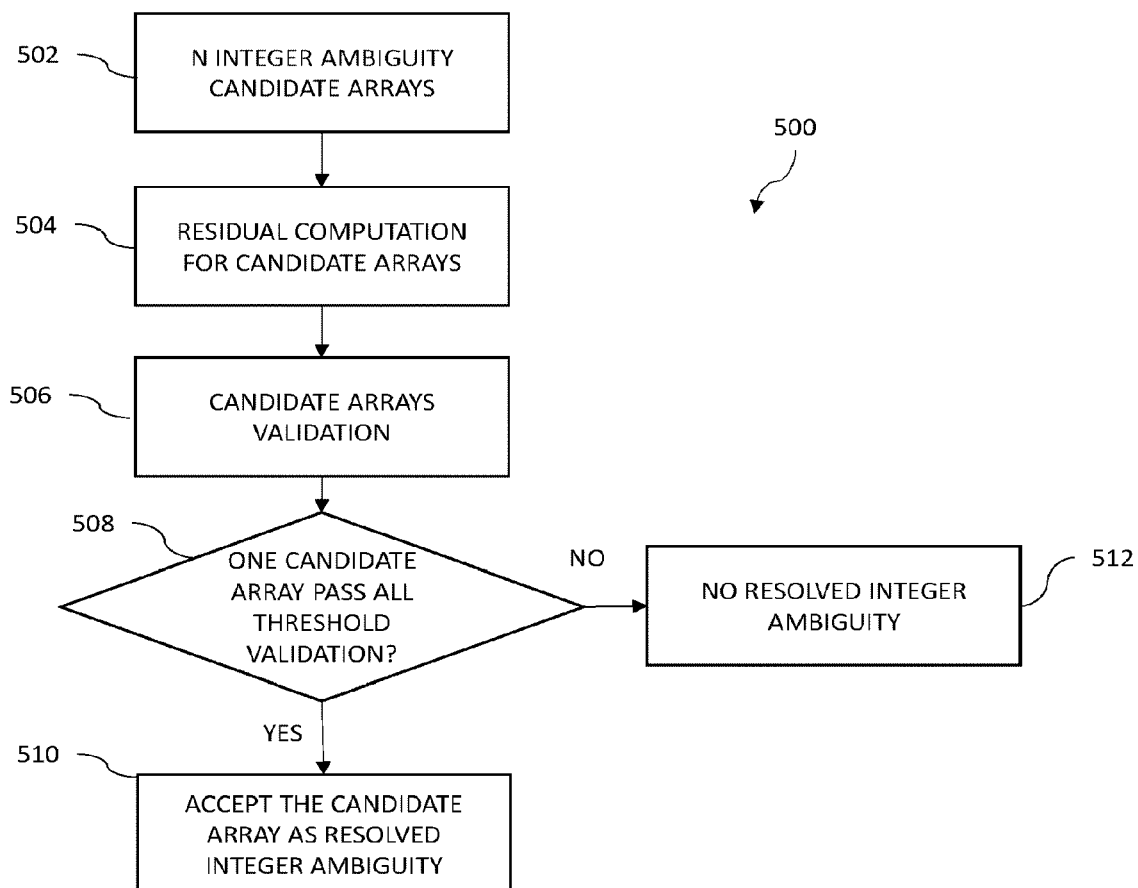 502
N INTEGER AMBIGUITY
CANDIDATE ARRAYS
500
504
RESIDUAL COMPUTATION
FOR CANDIDATE ARRAYS
506
CANDIDATE ARRAYS
VALIDATION
508
ONE CANDIDATE
ARRAY PASS ALL
THRESHOLD
VALIDATION?
NO
512
NO RESOLVED INTEGER
AMBIGUITY
YES
510
ACCEPT THE CANDIDATE
ARRAY AS RESOLVED
INTEGER AMBIGUITY